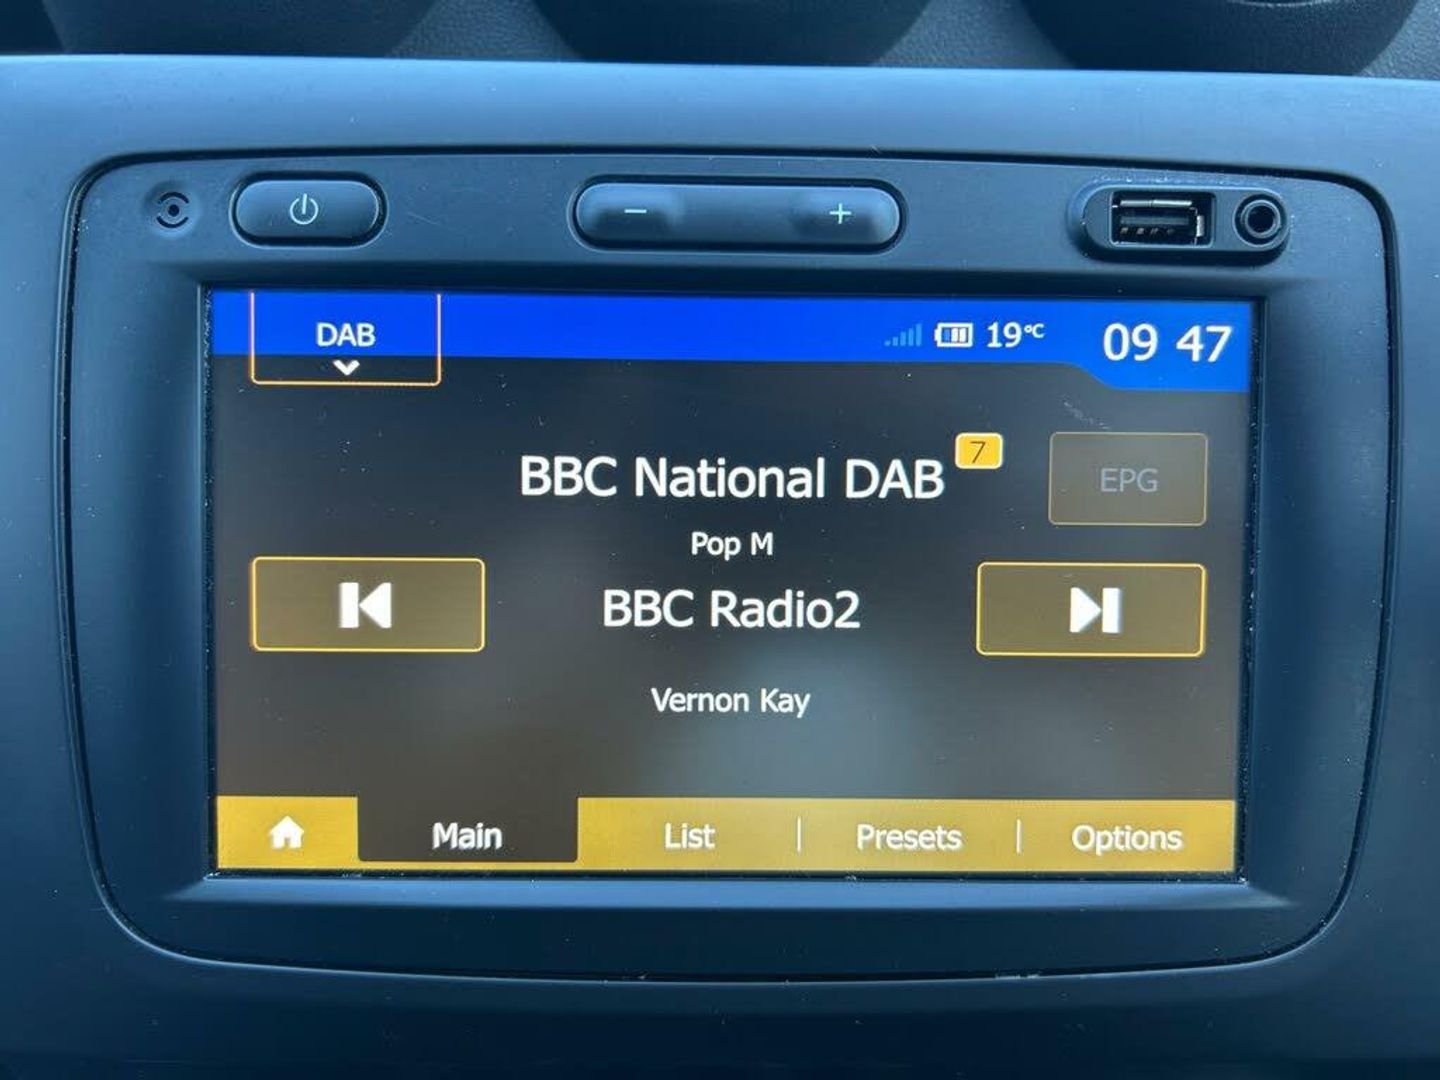 DAB
19°C
09 47
BBC National DAB
7
EPG
Pop M
BBC Radio2
Vernon Kay
Main
List
Presets
Options